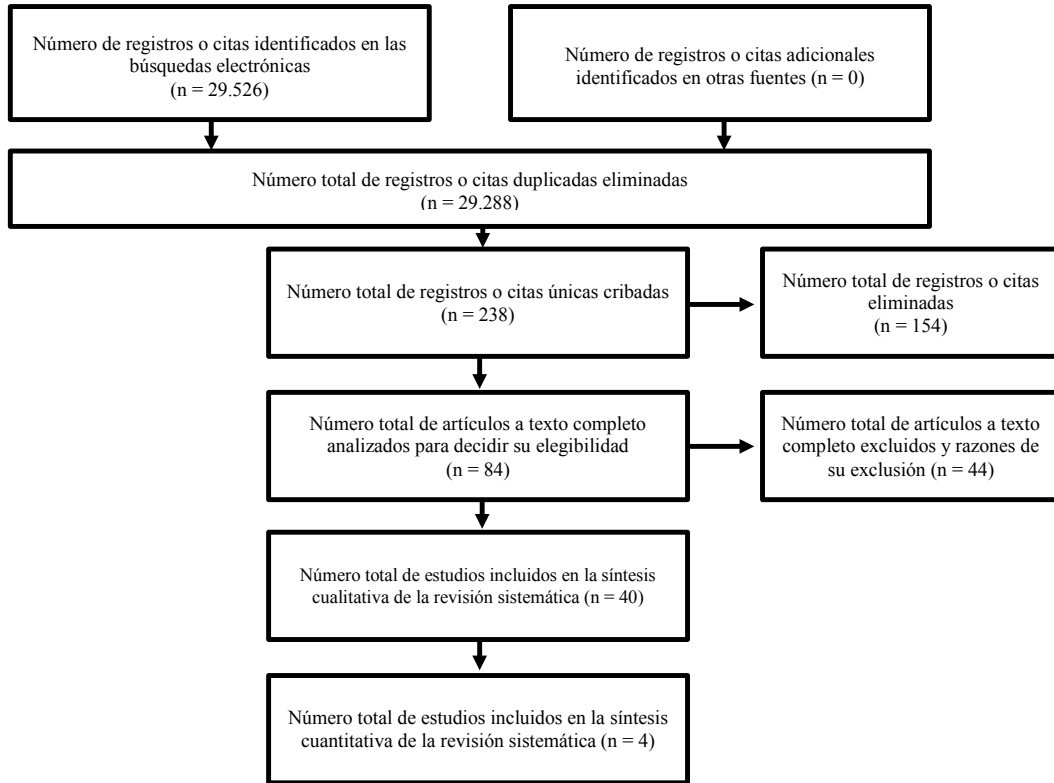 Número de registros o citas identificados en las
búsquedas electrónicas
(n = 29.526)
Número de registros o citas adicionales
identificados en otras fuentes (n = 0)
Número total de registros o citas duplicadas eliminadas
(n = 29.288)
Número total de registros o citas únicas cribadas
(n = 238)
Número total de registros o citas
eliminadas
(n = 154)
Número total de artículos a texto completo
analizados para decidir su elegibilidad
(n = 84)
Número total de artículos a texto
completo excluidos y razones de
su exclusión (n = 44)
Número total de estudios incluidos en la síntesis
cualitativa de la revisión sistemática (n = 40)
Número total de estudios incluidos en la síntesis
cuantitativa de la revisión sistemática (n = 4)